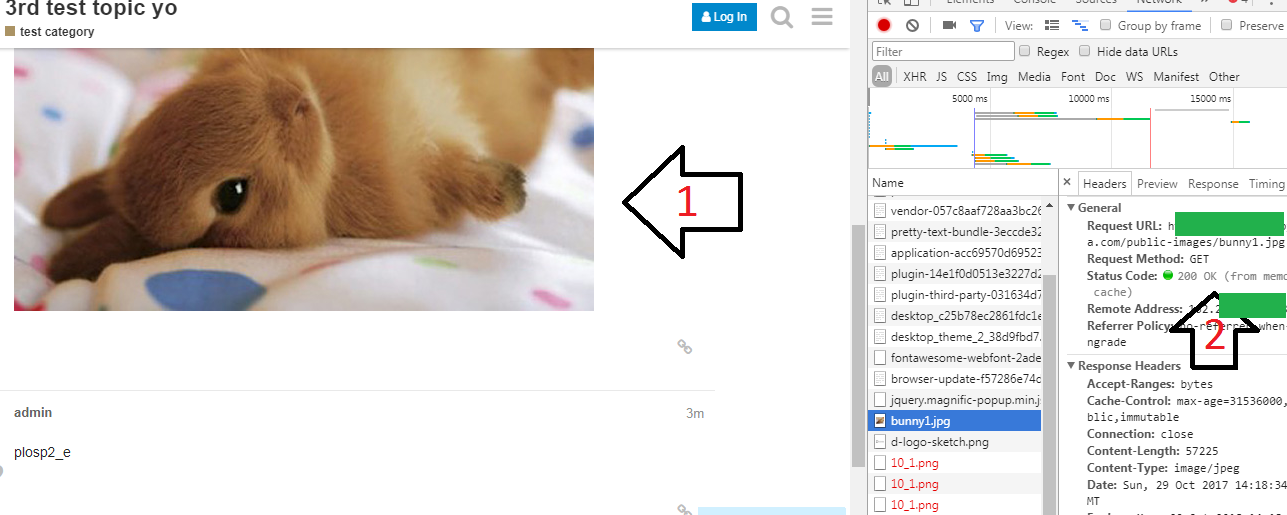 3rd test topic yo
test category
Log In
1
admin
3m
plosp2_e
Elements
Console
Sources
Network
View:
Group by frame
Preserve
Filter
Regex
Hide data URLs
All XHR JS CSS Img Media Font Doc WS Manifest Other
5000 ms 10000 ms 15000 ms
Name
vendor-057c8aaf728aa3bc26
pretty-text-bundle-3eccde32
application-acc69570d69523
plugin-14e1f0d0513e3227d2
plugin-third-party-031634d7
desktop_c25b78ec2861fdc1e
desktop_theme_2_38d9fbd7.
fontawesome-webfont-2ade
browser-update-f57286e74c
jquery.magnific-popup.min.js
bunny1.jpg
d-logo-sketch.png
10_1.png
10_1.png
10_1.png
× Headers Preview Response Timing
General
Request URL: h
a.com/public-images/bunny1.jpg
Request Method: GET
Status Code: 200 OK (from memo
cache)
Remote Address:
Referrer Policy: when
ngrade
2
Response Headers
Accept-Ranges: bytes
Cache-Control: max-age=31536000,
blic,immutable
Connection: close
Content-Length: 57225
Content-Type: image/jpeg
Date: Sun, 29 Oct 2017 14:18:34
MT